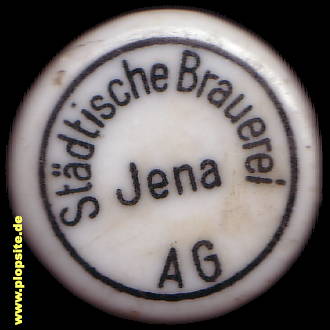 Städtische Brauerei
Jena
AG
www.plopsite.de